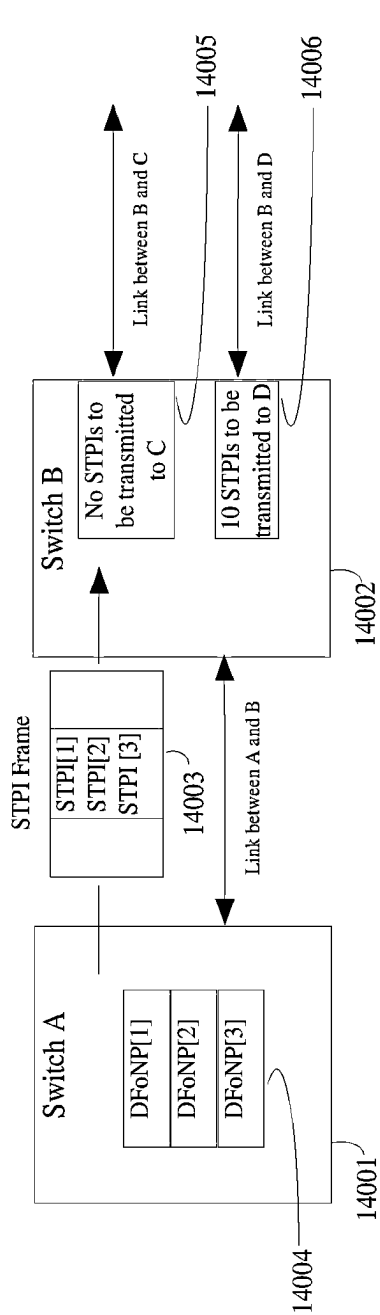 Switch A
DFoNP[1]
DFoNP[2]
DFoNP[3]
14004
14001
STPI Frame
STPI[1]
STPI[2]
STPI [3]
14003
Link between A and B
Switch B
No STPIs to
be transmitted
to C
10 STPIs to be
transmitted to D
14002
Link between B and C
14005
Link between B and D
14006